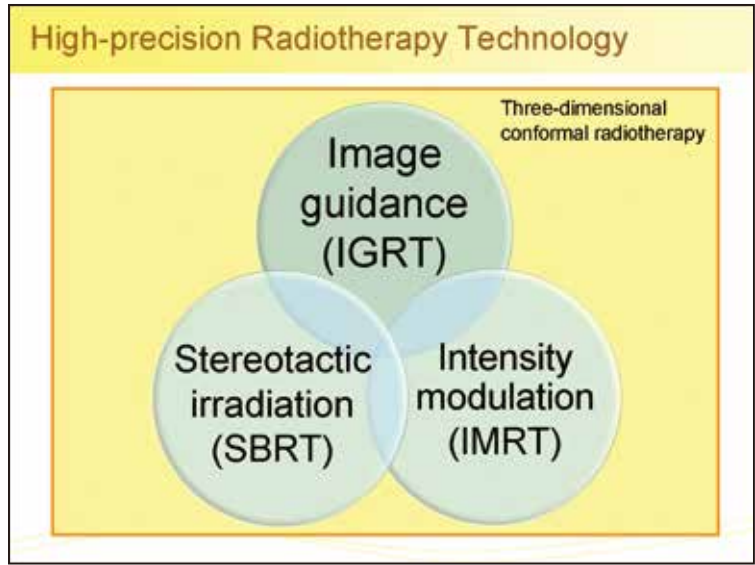 High-precision Radiotherapy Technology
Three-dimensional
conformal radiotherapy
Image
guidance
(IGRT)
Stereotactic
irradiation
(SBRT)
Intensity
modulation
(IMRT)